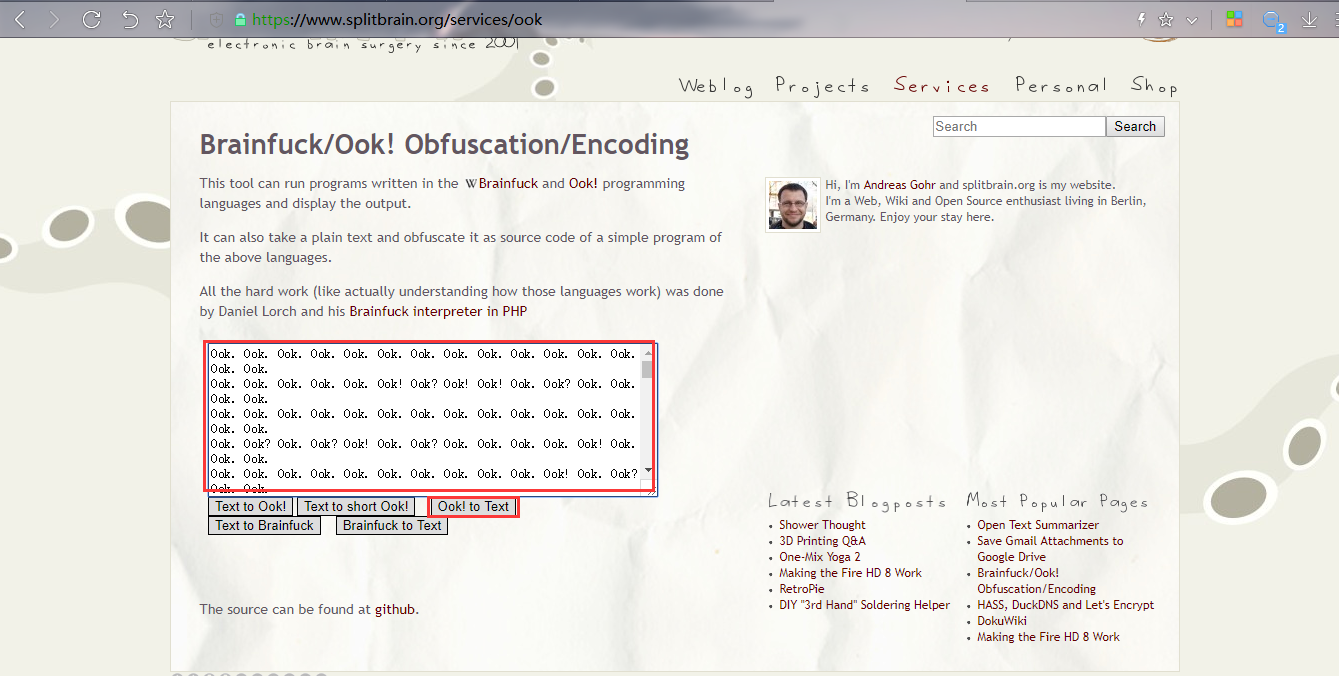 https://www.splitbrain.org/services/ook
2
electronic brain surgery since 2001
Weblog Projects Services Personal Shop
Search Search
Brainfuck/Ook! Obfuscation/Encoding
This tool can run programs written in the W Brainfuck and Ook! programming
languages and display the output.
It can also take a plain text and obfuscate it as source code of a simple program of
the above languages.
All the hard work (like actually understanding how those languages work) was done
by Daniel Lorch and his Brainfuck interpreter in PHP
Ook. Ook. Ook. Ook. Ook. Ook. Ook. Ook. Ook. Ook. Ook. Ook. Ook.
Ook. Ook.
Ook. Ook. Ook. Ook. Ook. Ook! Ook? Ook! Ook! Ook. Ook? Ook. Ook.
Ook. Ook.
Ook. Ook. Ook. Ook. Ook. Ook. Ook. Ook. Ook. Ook. Ook. Ook. Ook.
Ook. Ook.
Ook. Ook? Ook. Ook? Ook! Ook. Ook? Ook. Ook. Ook. Ook. Ook! Ook.
Ook. Ook.
Ook. Ook. Ook. Ook. Ook. Ook. Ook. Ook. Ook. Ook. Ook! Ook. Ook?
Ook. Ook.
Text to Ook! Text to short Ook! Ook! to Text
Text to Brainfuck Brainfuck to Text
The source can be found at github.
Hi, I'm Andreas Gohr and splitbrain.org is my website.
I'm a Web, Wiki and Open Source enthusiast living in Berlin,
Germany. Enjoy your stay here.
Latest Blogposts
Shower Thought
3D Printing Q&A
One-Mix Yoga 2
Making the Fire HD 8 Work
RetroPie
DIY "3rd Hand" Soldering Helper
Most Popular Pages
Open Text Summarizer
Save Gmail Attachments to
Google Drive
Brainfuck/Ook!
Obfuscation/Encoding
HASS, DuckDNS and Let's Encrypt
DokuWiki
Making the Fire HD 8 Work